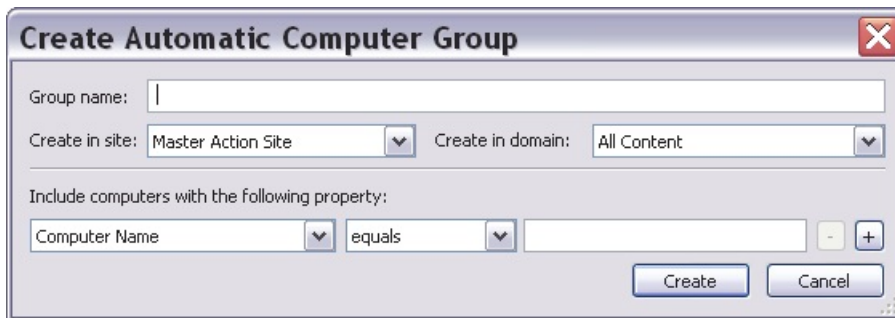 Create Automatic Computer Group
Group name:
Create in site: Master Action Site Create in domain: All Content
Include computers with the following property:
Computer Name equals - +
Create Cancel